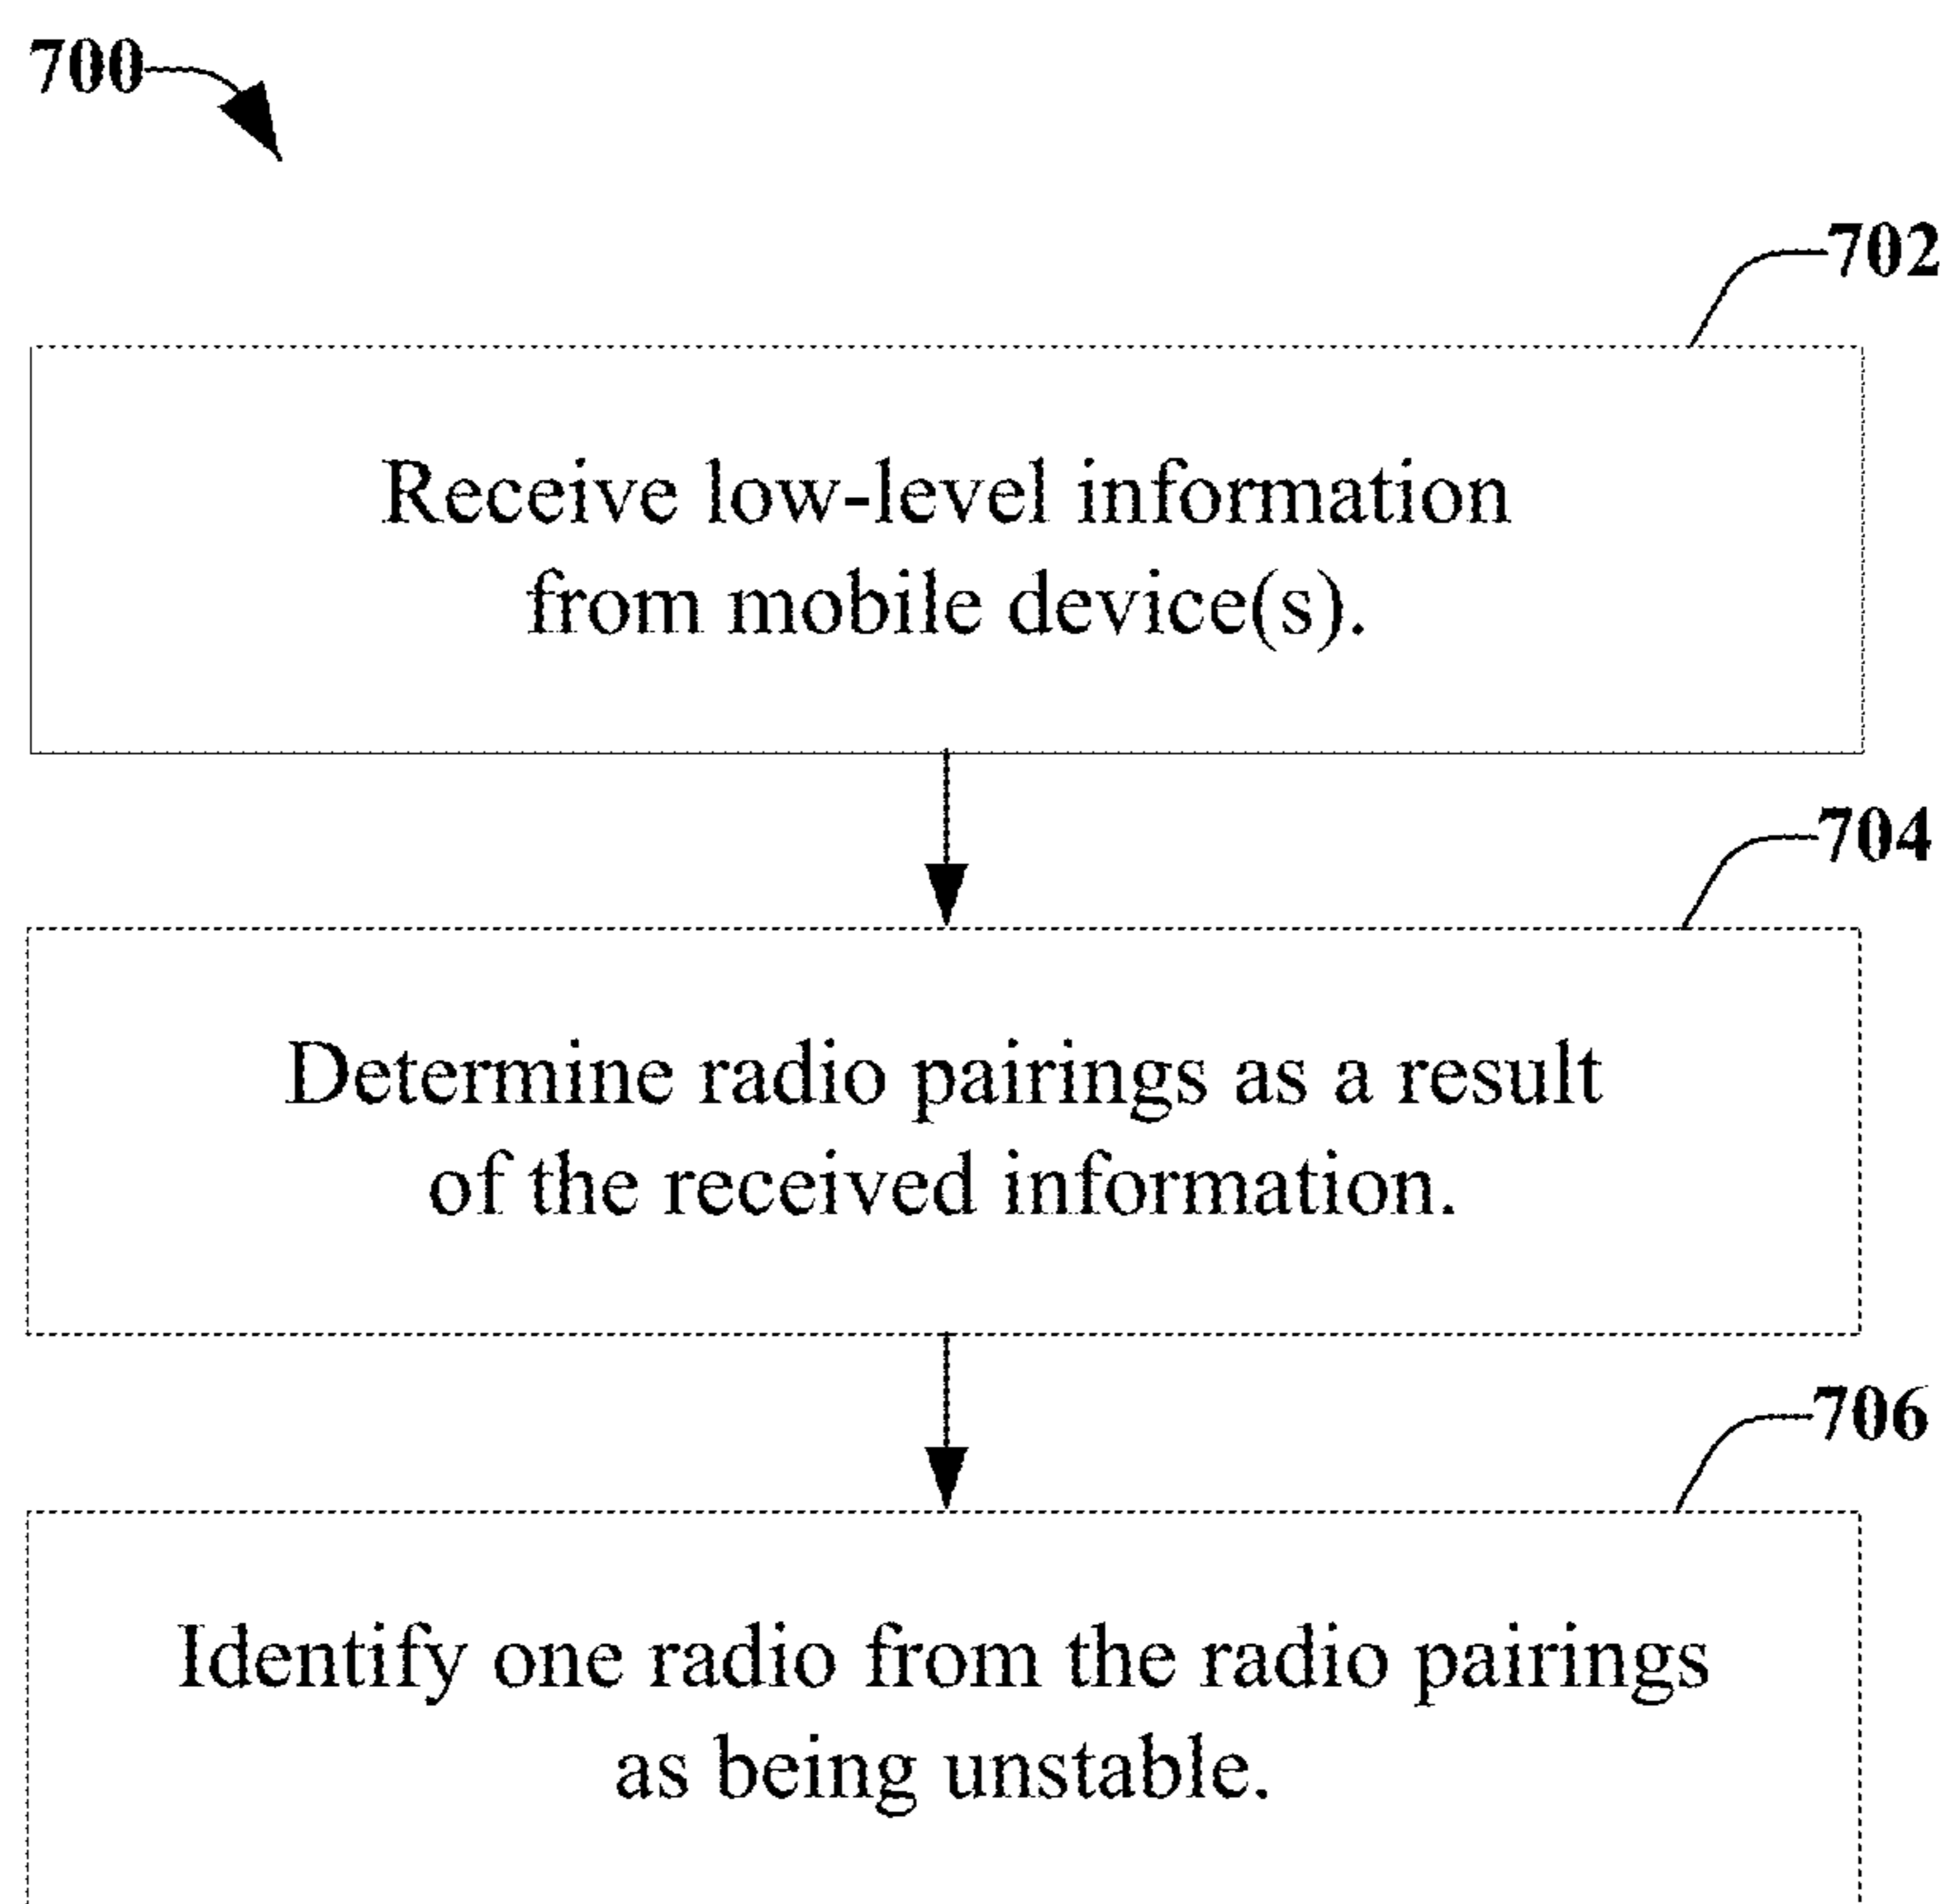 700
702
Receive low-level information
from mobile device(s).
704
Determine radio pairings as a result
of the received information.
706
Identify one radio from the radio pairings
as being unstable.